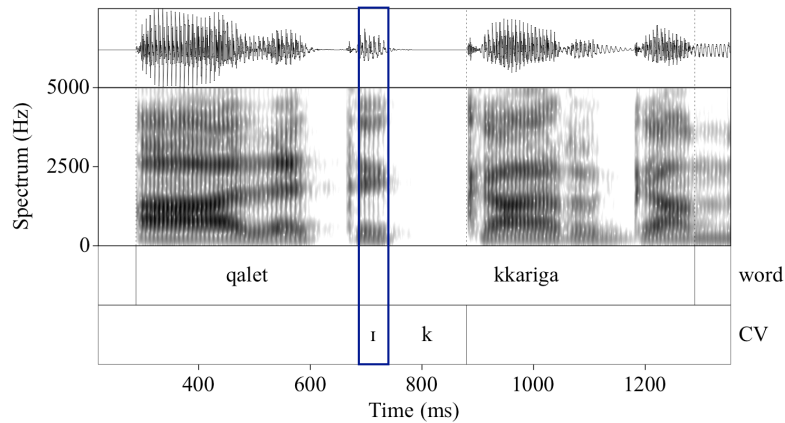 5000
2500
0
Spectrum (Hz)
qalet kkariga word
ɪ k CV
400 600 800 1000 1200
Time (ms)